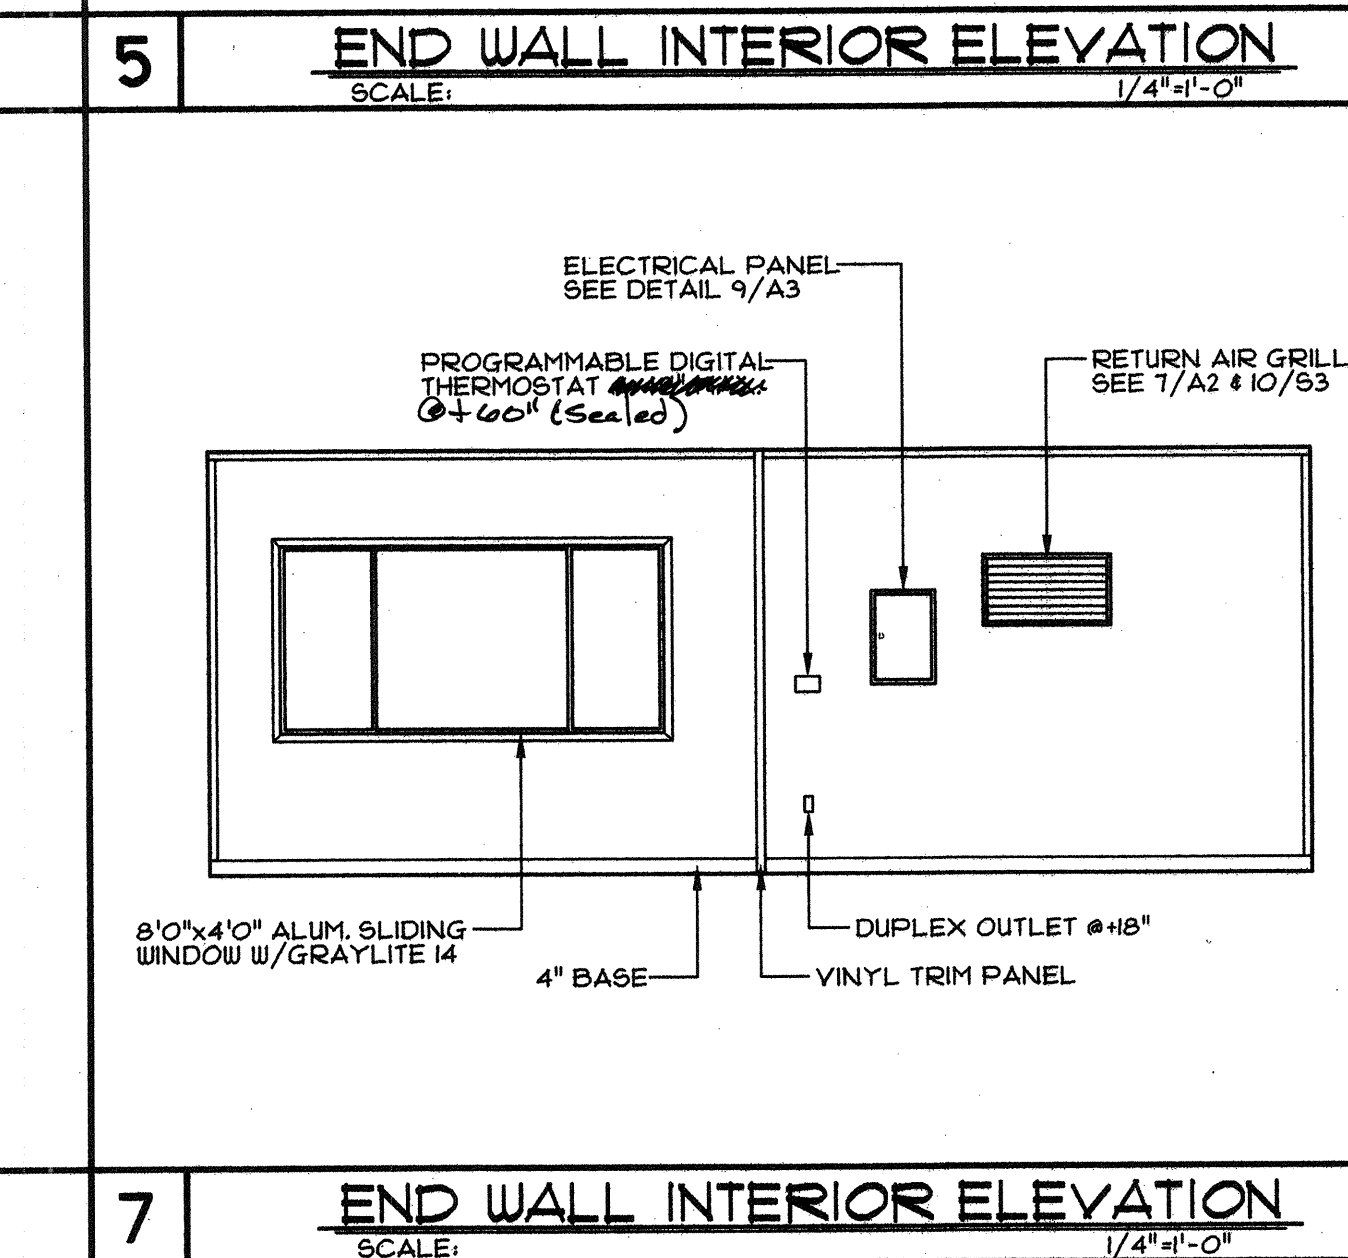 5
END WALL INTERIOR ELEVATION
SCALE: 1/4"=1'-0"
ELECTRICAL PANEL
SEE DETAIL 9/A3
PROGRAMMABLE DIGITAL
THERMOSTAT
@+60" (Sealed)
RETURN AIR GRILL
SEE 7/A2 & 10/S3
8'0"x4'0" ALUM. SLIDING
WINDOW W/GRAYLITE 14
4" BASE
DUPLEX OUTLET @+18"
VINYL TRIM PANEL
7
END WALL INTERIOR ELEVATION
SCALE: 1/4"=1'-0"